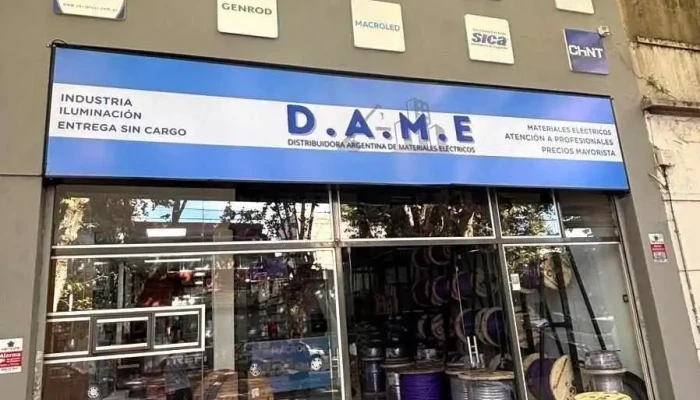 GENROD
MACROLED
sica
CHNT
INDUSTRIA
ILUMINACIÓN
ENTREGA SIN CARGO
D.A.M.E
DISTRIBUIDORA ARGENTINA DE MATERIALES ELÉCTRICOS
MATERIALES ELÉCTRICOS
ATENCIÓN A PROFESIONALES
PRECIOS MAYORISTA
Alarma